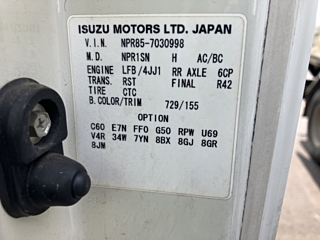 ISUZU MOTORS LTD. JAPAN
V.I.N. NPR85-7030998
M.D. NPR1SN H AC/BC
ENGINE LFB /4JJ1 RR AXLE 6CP
TRANS. RST FINAL R42
TIRE CTC
B.COLOR/TRIM 729/155
OPTION
C60 E7N FF0 G50 RPW U69
V4R 34W 7YN 8BX 8GJ 8GR
8JM